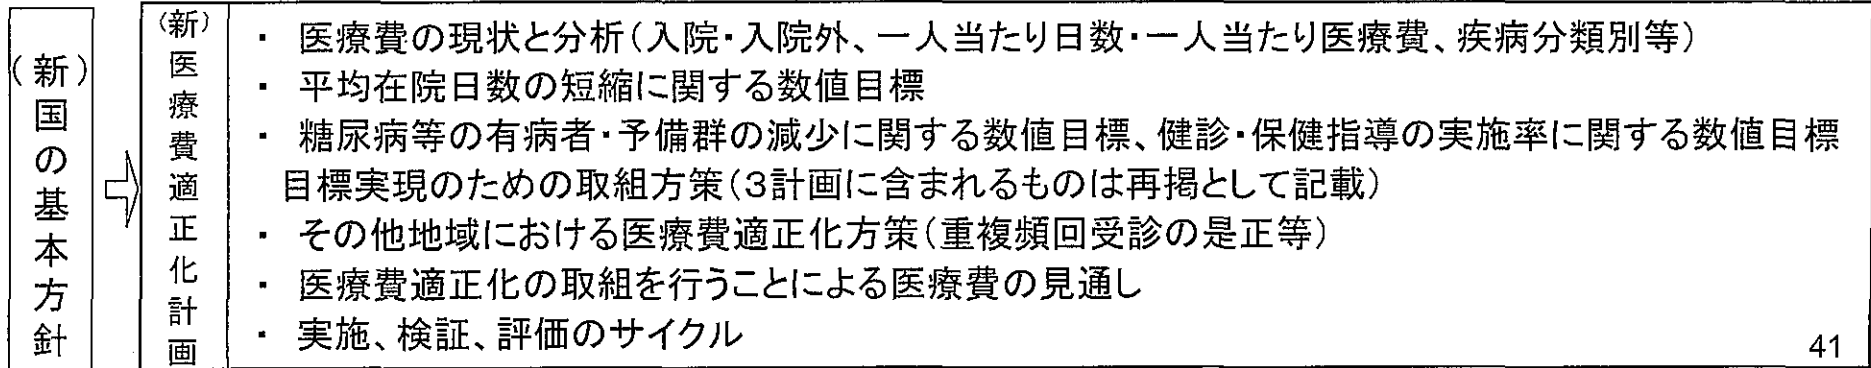 （新）国の基本方針
（新）医療費適正化計画
・ 医療費の現状と分析（入院・入院外、一人当たり日数・一人当たり医療費、疾病分類別等）
・ 平均在院日数の短縮に関する数値目標
・ 糖尿病等の有病者・予備群の減少に関する数値目標、健診・保健指導の実施率に関する数値目標
目標実現のための取組方策（３計画に含まれるものは再掲として記載）
・ その他地域における医療費適正化方策（重複頻回受診の是正等）
・ 医療費適正化の取組を行うことによる医療費の見通し
・ 実施、検証、評価のサイクル
41